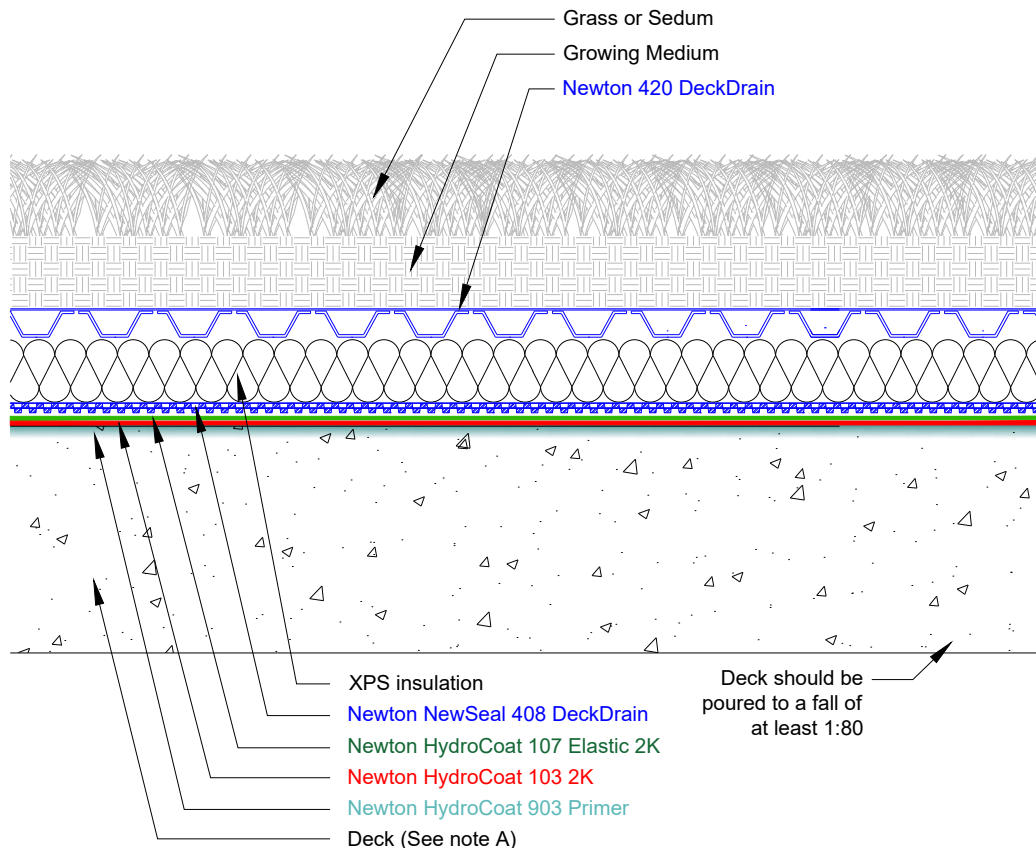 Grass or Sedum
Growing Medium
Newton 420 DeckDrain
XPS insulation
Newton NewSeal 408 DeckDrain
Newton HydroCoat 107 Elastic 2K
Newton HydroCoat 103 2K
Newton HydroCoat 903 Primer
Deck (See note A)
Deck should be
poured to a fall of
at least 1:80